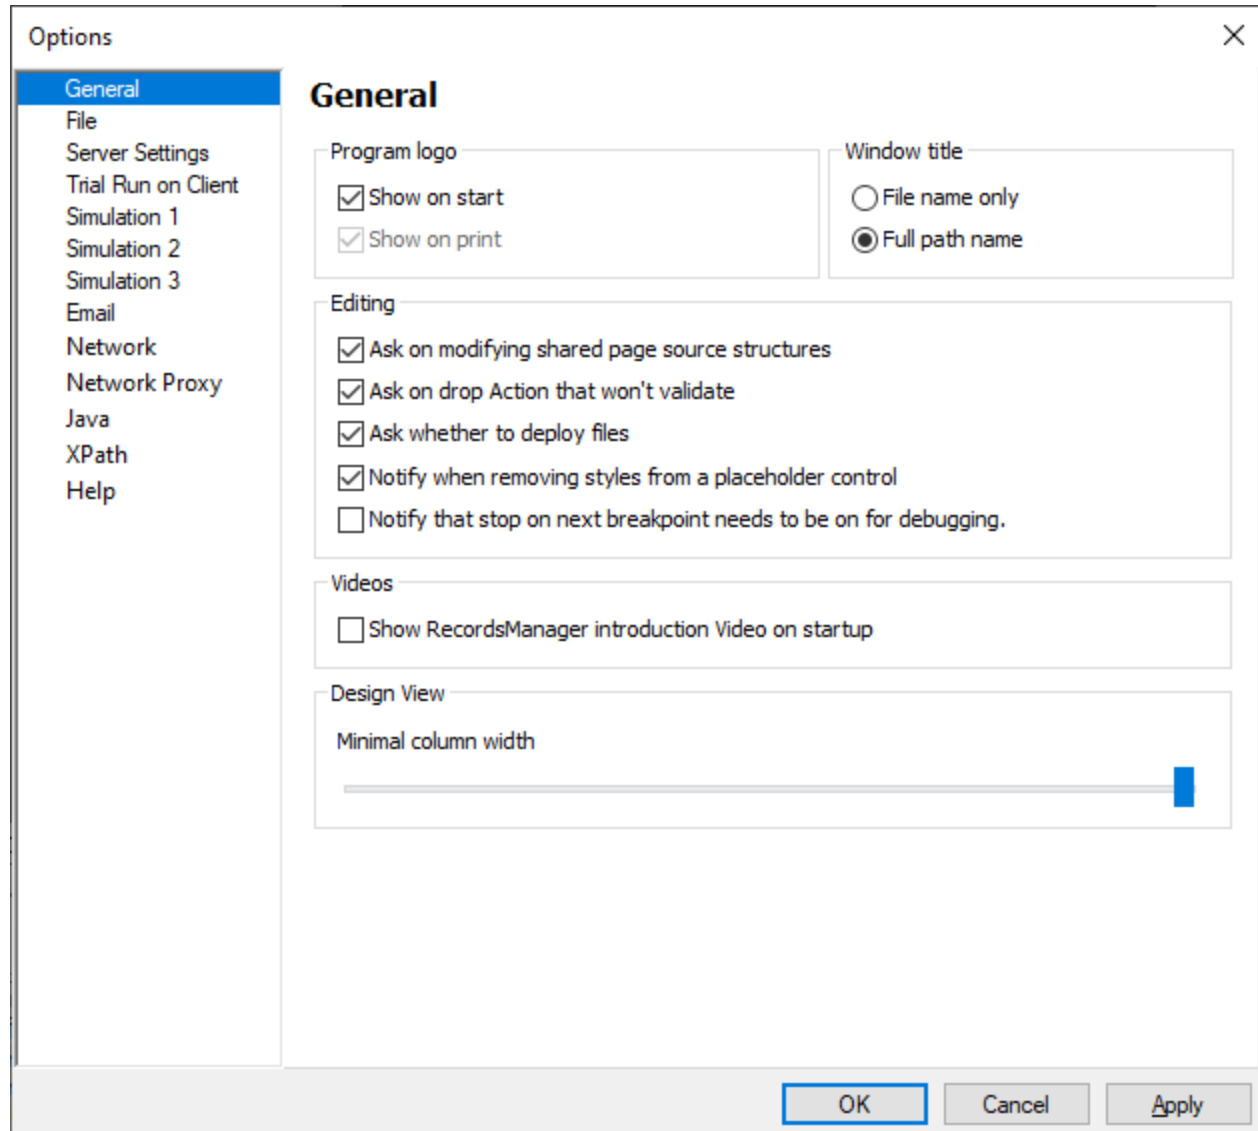 Options
General
File
Server Settings
Trial Run on Client
Simulation 1
Simulation 2
Simulation 3
Email
Network
Network Proxy
Java
XPath
Help
General
Program logo
Show on start
Show on print
Window title
File name only
Full path name
Editing
Ask on modifying shared page source structures
Ask on drop Action that won't validate
Ask whether to deploy files
Notify when removing styles from a placeholder control
Notify that stop on next breakpoint needs to be on for debugging.
Videos
Show RecordsManager introduction Video on startup
Design View
Minimal column width
OK
Cancel
Apply